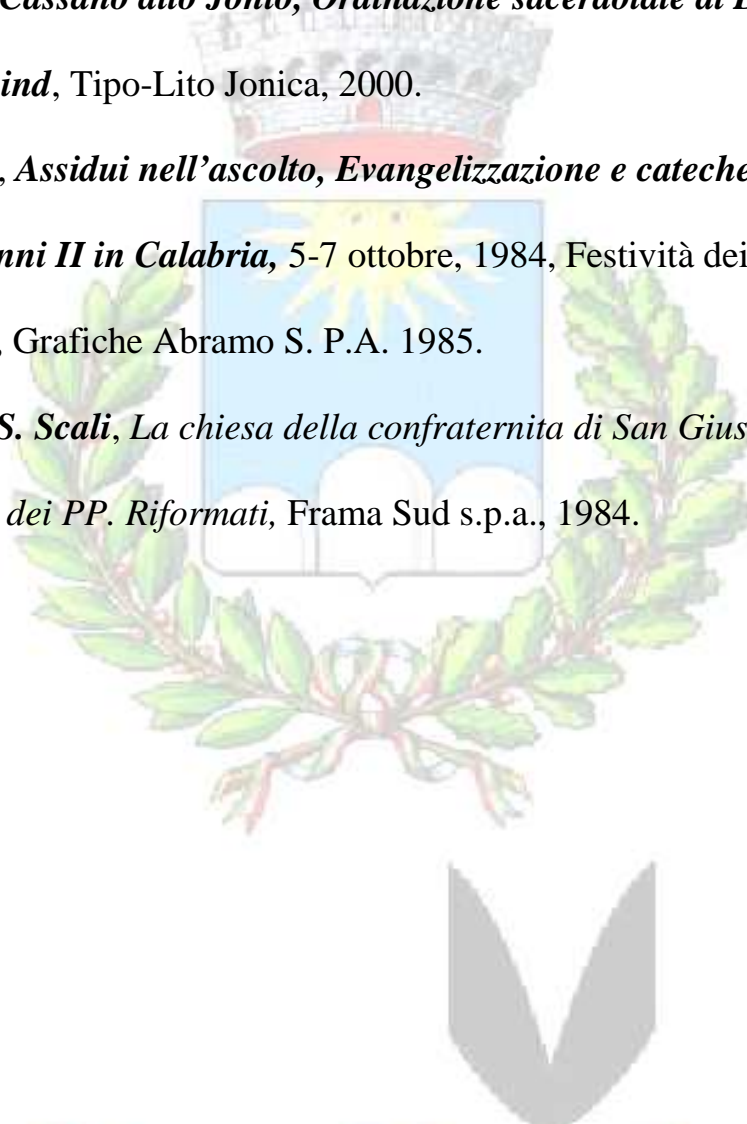 Cassano allo Jonio, Ordinazione sacerdotale di
ind, Tipo-Lito Jonica, 2000.
, Assidui nell’ascolto, Evangelizzazione e cateche
nni II in Calabria, 5-7 ottobre, 1984, Festività dei
, Grafiche Abramo S. P.A. 1985.
S. Scali, La chiesa della confraternita di San Gius
dei PP. Riformati, Frama Sud s.p.a., 1984.